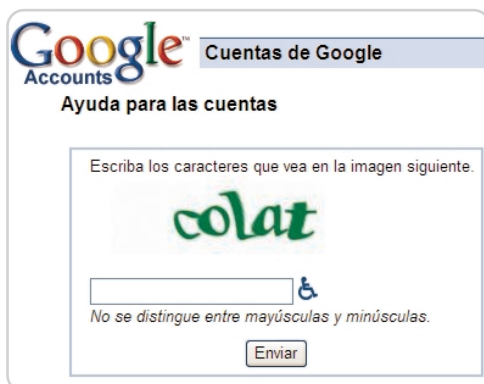 Google™
Accounts
Cuentas de Google
Ayuda para las cuentas
Escriba los caracteres que vea en la imagen siguiente.
colat
No se distingue entre mayúsculas y minúsculas.
Enviar